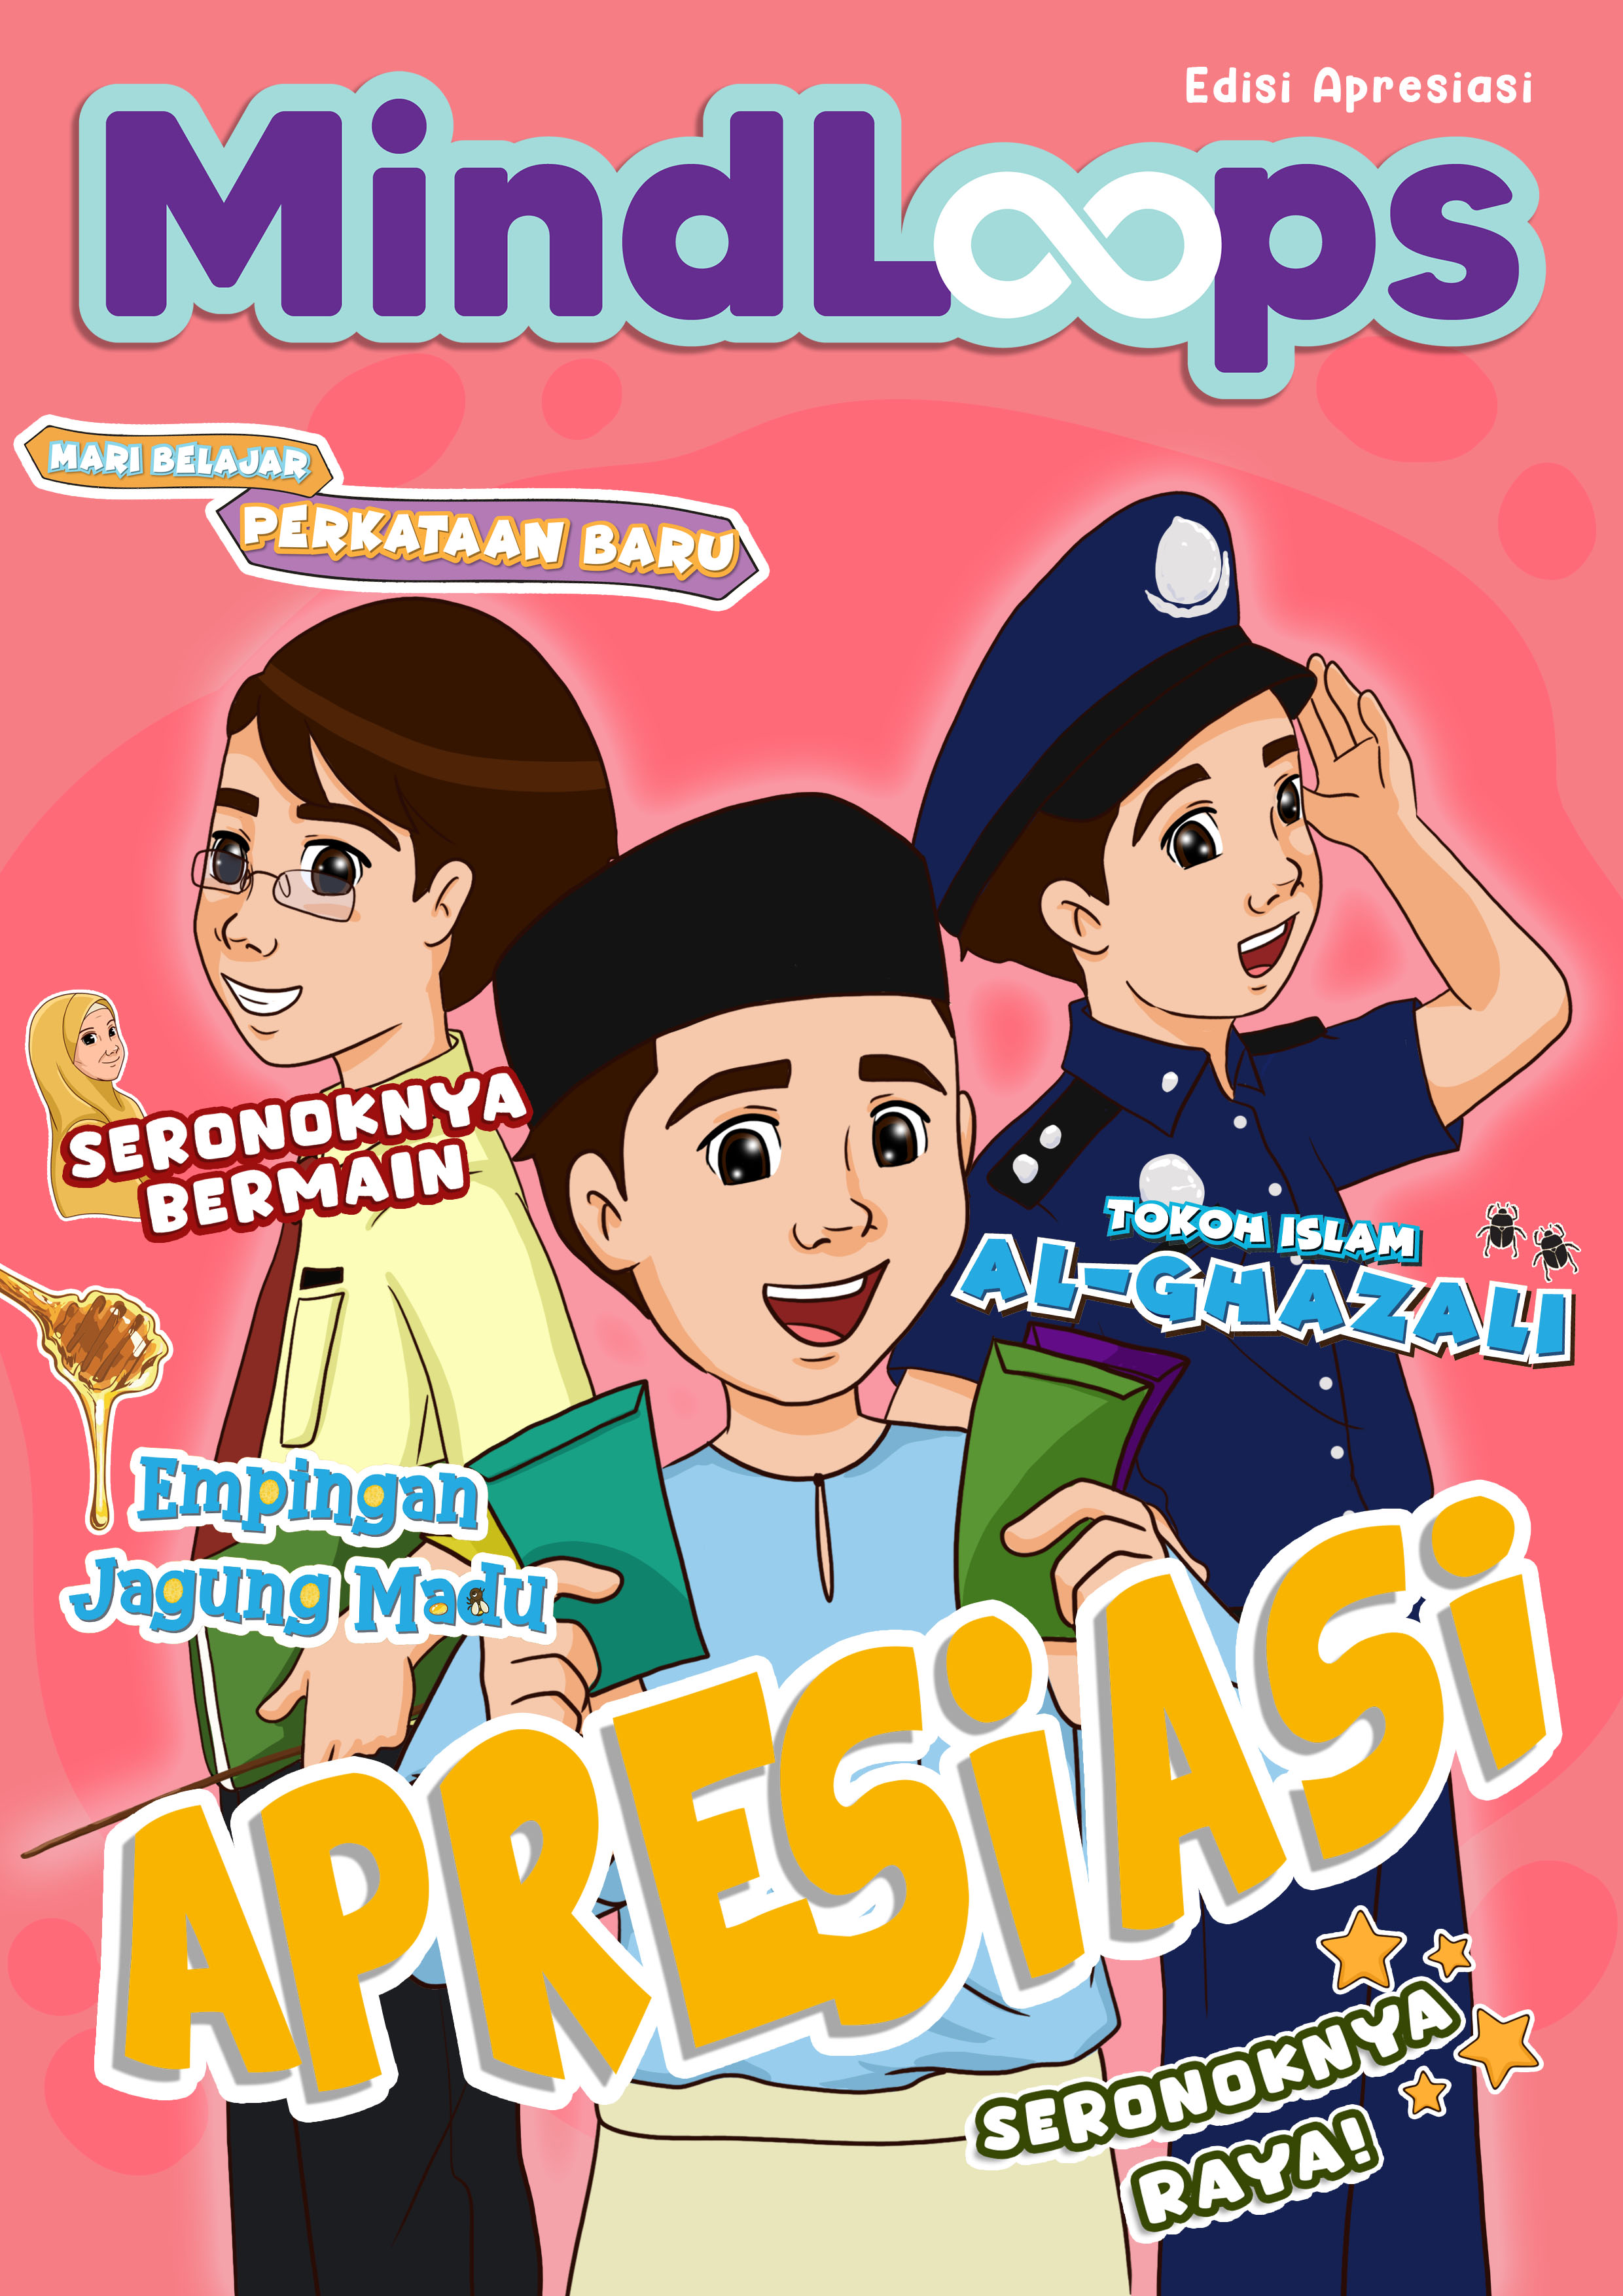 Edisi Apresiasi
MindLoops
MARI BELAJAR
PERKATAAN BARU
SERONOKNYA
BERMAIN
TOKOH ISLAM
AL-GHAZALI
Empingan
Jagung Madu
APRESiASi
SERONOKNYA
RAYA!